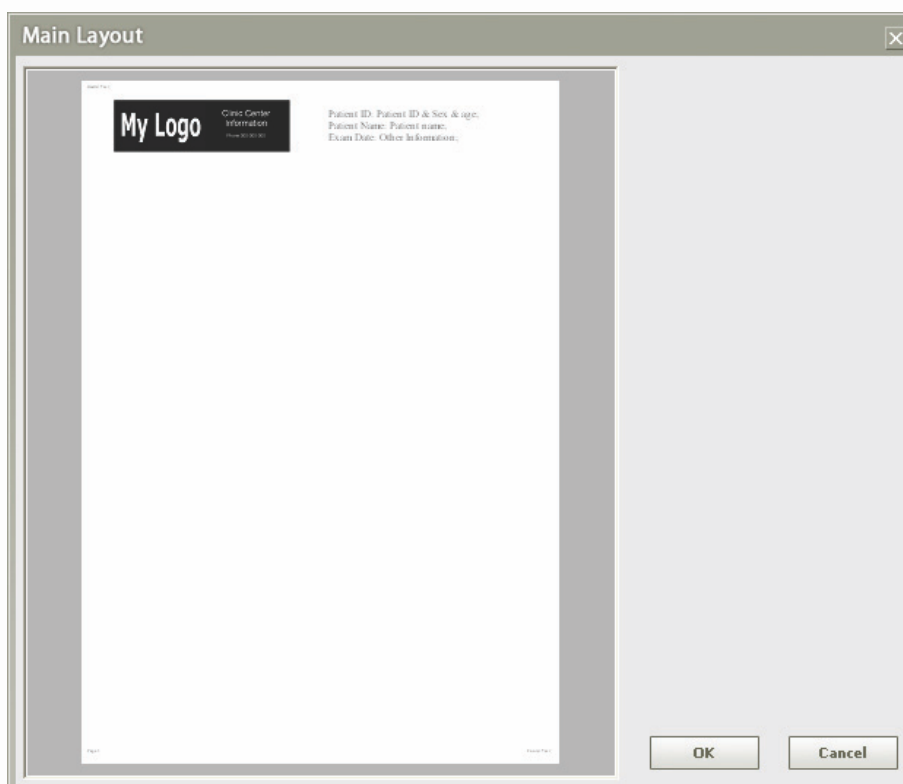 Main Layout
My Logo
Clinic Center
Information
Patient ID: Patient ID & Sex & age;
Patient Name: Patient name;
Exam Date: Other Information;
OK
Cancel